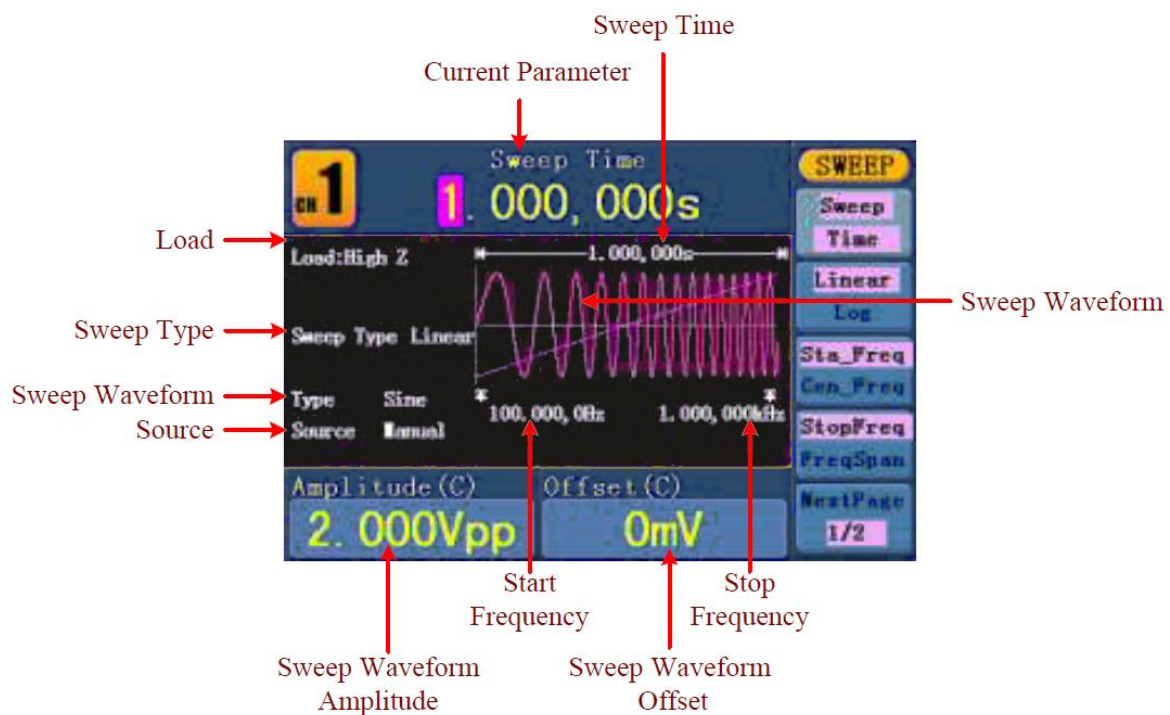 Sweep Time
Current Parameter
CH 1
Sweep Time
1.000,000s
SWEEP
Sweep
Time
Load
Load:High Z
1.000,000s
Linear
Log
Sweep Waveform
Sweep Type
Sweep Type Linear
Sta_Freq
Cen_Freq
Sweep Waveform
Type Sine
100.000,0Hz 1.000,000kHz
Source
Source Manual
StopFreq
FreqSpan
Amplitude(C) Offset(C)
2.000Vpp 0mV
NextPage
1/2
Start
Frequency
Stop
Frequency
Sweep Waveform
Amplitude
Sweep Waveform
Offset